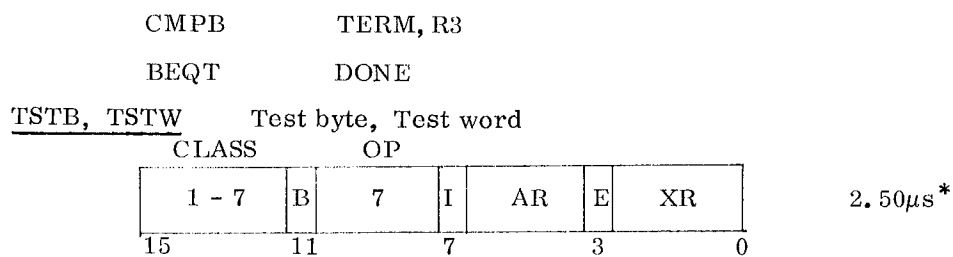 CMPB TERM, R3
BEQT DONE
TSTB, TSTW Test byte, Test word
CLASS OP
1 - 7 B 7 I AR E XR 2.50μs*
15 11 7 3 0